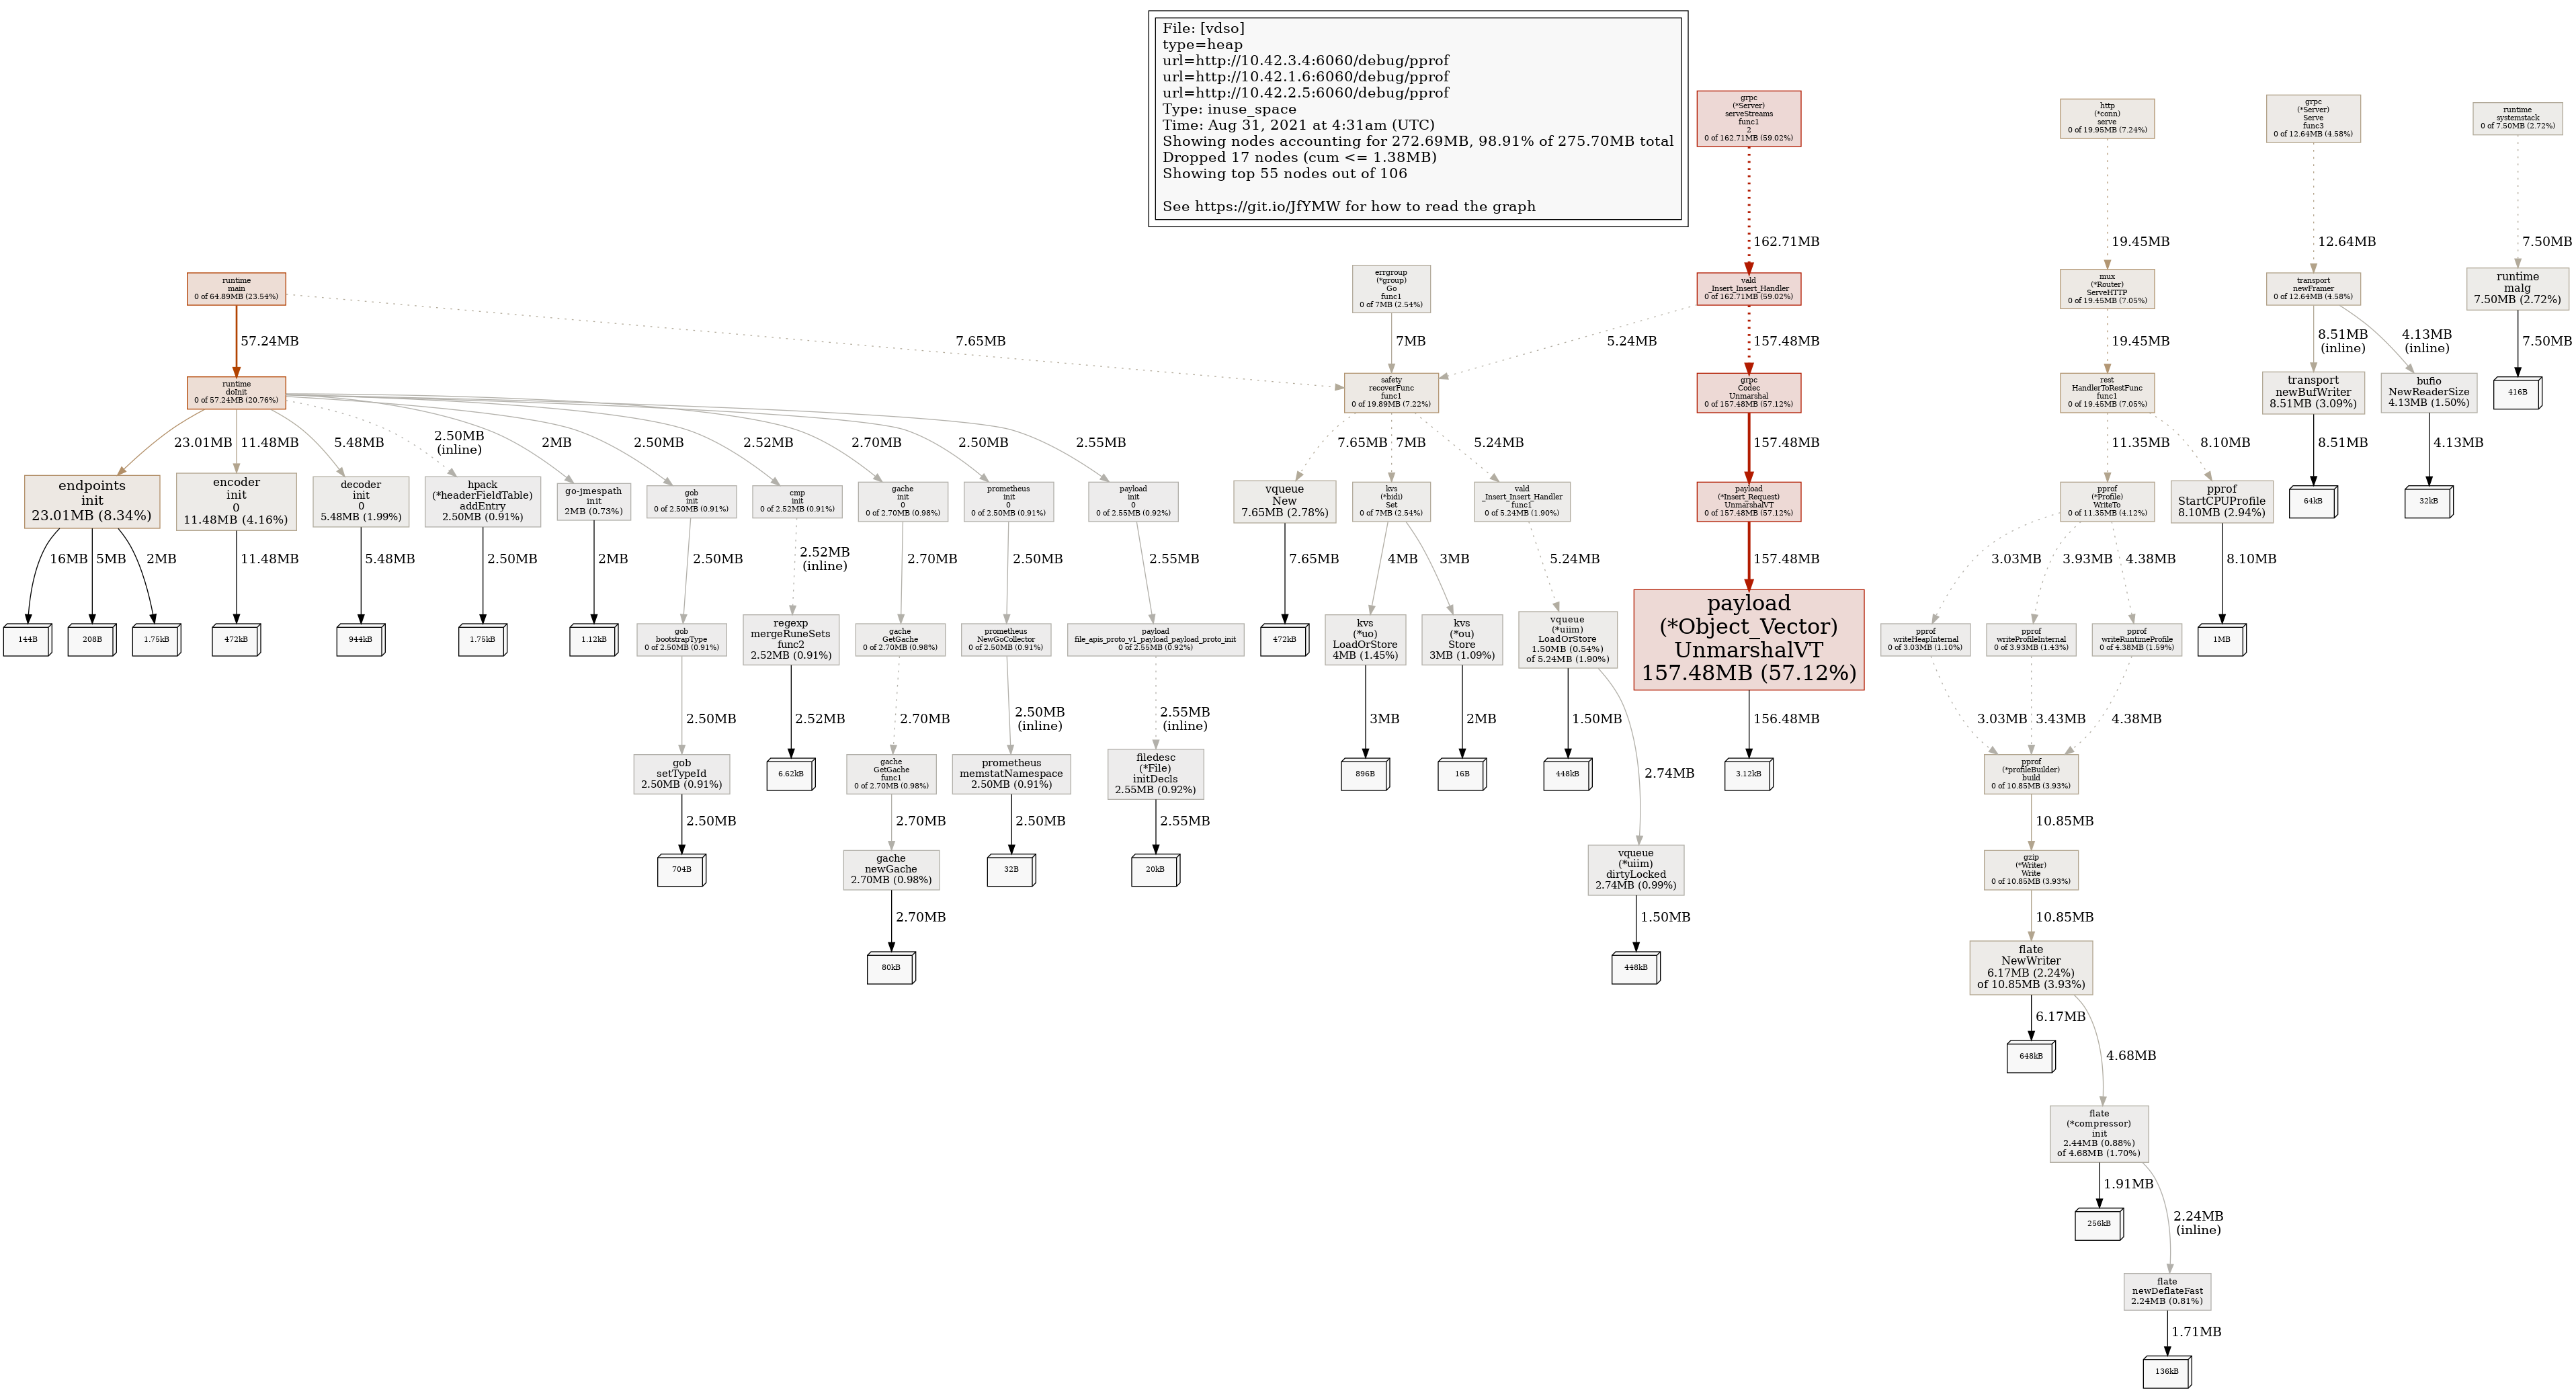 File: [vdso]
type=heap
url=http://10.42.3.4:6060/debug/pprof
url=http://10.42.1.6:6060/debug/pprof
url=http://10.42.2.5:6060/debug/pprof
Type: inuse_space
Time: Aug 31, 2021 at 4:31am (UTC)
Showing nodes accounting for 272.69MB, 98.91% of 275.70MB total
Dropped 17 nodes (cum <= 1.38MB)
Showing top 55 nodes out of 106
See https://git.io/JfYMW for how to read the graph
grpc
(*Server)
serveStreams
func1
2
0 of 162.71MB (59.02%)
http
(*conn)
serve
0 of 19.95MB (7.24%)
grpc
(*Server)
Serve
func3
0 of 12.64MB (4.58%)
runtime
systemstack
0 of 7.50MB (2.72%)
162.71MB
19.45MB
12.64MB
7.50MB
runtime
main
0 of 64.89MB (23.54%)
errgroup
(*group)
Go
func1
0 of 7MB (2.54%)
vald
_Insert_Insert_Handler
0 of 162.71MB (59.02%)
mux
(*Router)
ServeHTTP
0 of 19.45MB (7.05%)
transport
newFramer
0 of 12.64MB (4.58%)
runtime
malg
7.50MB (2.72%)
57.24MB
7.65MB
7MB
5.24MB
157.48MB
19.45MB
8.51MB
(inline)
4.13MB
(inline)
7.50MB
runtime
doInit
0 of 57.24MB (20.76%)
safety
recoverFunc
func1
0 of 19.89MB (7.22%)
grpc
Codec
Unmarshal
0 of 157.48MB (57.12%)
rest
HandlerToRestFunc
func1
0 of 19.45MB (7.05%)
transport
newBufWriter
8.51MB (3.09%)
bufio
NewReaderSize
4.13MB (1.50%)
416B
23.01MB
11.48MB
5.48MB
2.50MB
(inline)
2MB
2.50MB
2.52MB
2.70MB
2.50MB
2.55MB
7.65MB
7MB
5.24MB
157.48MB
11.35MB
8.10MB
8.51MB
4.13MB
endpoints
init
23.01MB (8.34%)
encoder
init
0
11.48MB (4.16%)
decoder
init
0
5.48MB (1.99%)
hpack
(*headerFieldTable)
addEntry
2.50MB (0.91%)
go-jmespath
init
2MB (0.73%)
gob
init
0 of 2.50MB (0.91%)
cmp
init
0 of 2.52MB (0.91%)
gache
init
0
0 of 2.70MB (0.98%)
prometheus
init
0
0 of 2.50MB (0.91%)
payload
init
0
0 of 2.55MB (0.92%)
vqueue
New
7.65MB (2.78%)
kvs
(*bidi)
Set
0 of 7MB (2.54%)
vald
_Insert_Insert_Handler
func1
0 of 5.24MB (1.90%)
payload
(*Insert_Request)
UnmarshalVT
0 of 157.48MB (57.12%)
pprof
(*Profile)
WriteTo
0 of 11.35MB (4.12%)
pprof
StartCPUProfile
8.10MB (2.94%)
64kB
32kB
16MB
5MB
2MB
11.48MB
5.48MB
2.50MB
2MB
2.50MB
2.52MB
(inline)
2.70MB
2.50MB
2.55MB
7.65MB
4MB
3MB
5.24MB
157.48MB
3.03MB
3.93MB
4.38MB
8.10MB
144B
208B
1.75kB
472kB
944kB
1.75kB
1.12kB
gob
bootstrapType
0 of 2.50MB (0.91%)
regexp
mergeRuneSets
func2
2.52MB (0.91%)
gache
GetGache
0 of 2.70MB (0.98%)
prometheus
NewGoCollector
0 of 2.50MB (0.91%)
payload
file_apis_proto_v1_payload_payload_proto_init
0 of 2.55MB (0.92%)
472kB
kvs
(*uo)
LoadOrStore
4MB (1.45%)
kvs
(*ou)
Store
3MB (1.09%)
vqueue
(*uiim)
LoadOrStore
1.50MB (0.54%)
of 5.24MB (1.90%)
payload
(*Object_Vector)
UnmarshalVT
157.48MB (57.12%)
pprof
writeHeapInternal
0 of 3.03MB (1.10%)
pprof
writeProfileInternal
0 of 3.93MB (1.43%)
pprof
writeRuntimeProfile
0 of 4.38MB (1.59%)
1MB
2.50MB
2.52MB
2.70MB
2.50MB
(inline)
2.55MB
(inline)
3MB
2MB
1.50MB
2.74MB
156.48MB
3.03MB
3.43MB
4.38MB
gob
setTypeId
2.50MB (0.91%)
6.62kB
gache
GetGache
func1
0 of 2.70MB (0.98%)
prometheus
memstatNamespace
2.50MB (0.91%)
filedesc
(*File)
initDecls
2.55MB (0.92%)
896B
16B
448kB
3.12kB
pprof
(*profileBuilder)
build
0 of 10.85MB (3.93%)
2.50MB
2.70MB
2.50MB
2.55MB
10.85MB
704B
gache
newGache
2.70MB (0.98%)
32B
20kB
vqueue
(*uiim)
dirtyLocked
2.74MB (0.99%)
gzip
(*Writer)
Write
0 of 10.85MB (3.93%)
2.70MB
1.50MB
10.85MB
80kB
448kB
flate
NewWriter
6.17MB (2.24%)
of 10.85MB (3.93%)
6.17MB
4.68MB
648kB
flate
(*compressor)
init
2.44MB (0.88%)
of 4.68MB (1.70%)
1.91MB
2.24MB
(inline)
256kB
flate
newDeflateFast
2.24MB (0.81%)
1.71MB
136kB